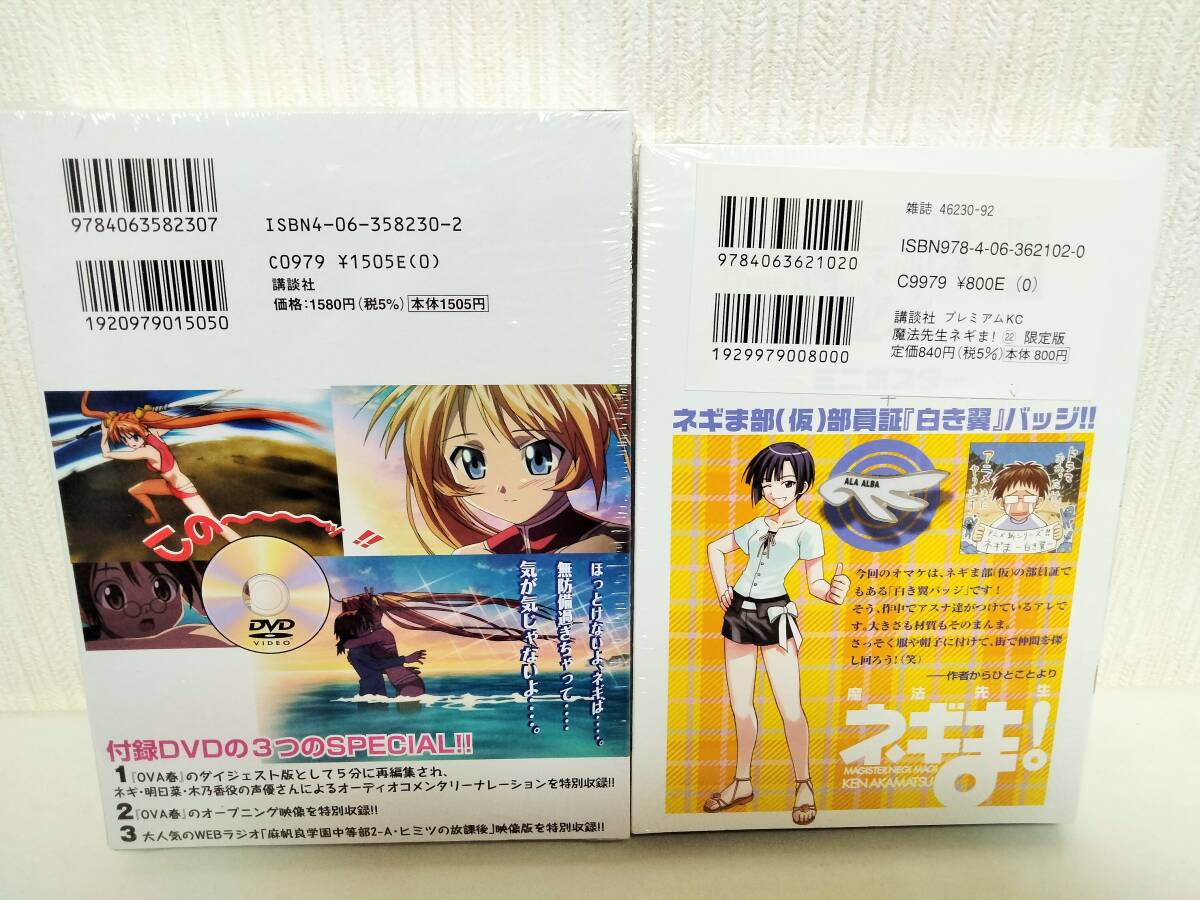 9784063582307
ISBN4-06-358230-2
C0979 ¥1505E(0)
講談社
価格：1580円(税5%) 本体1505円
1920979015050
この〜〜〜っ!!
DVD
VIDEO
ほっとけないよ、ネギは……。
無防備過ぎちゃって……
気が気じゃないよ……。
付録DVDの3つのSPECIAL!!
1 『OVA春』のダイジェスト版として5分に再編集され、
ネギ・明日菜・木乃香役の声優さんによるオーディオコメンタリーナレーションを特別収録!!
2 『OVA春』のオープニング映像を特別収録!!
3 大人気のWEBラジオ「麻帆良学園中等部2-A・ヒミツの放課後」映像版を特別収録!!
雑誌 46230-92
9784063621020
ISBN978-4-06-362102-0
C9979 ¥800E (0)
1929979008000
講談社 プレミアムKC
魔法先生ネギま! ㉒ 限定版
定価840円(税5%) 本体 800円
ネギま部(仮)部員証『白き翼』バッジ!!
ALA ALBA
アニメ新シリーズも
ネギま 白き翼
今回のオマケは、ネギま部(仮)の部員証で
もある「白き翼バッジ」です!
そう、作中でアスナ達がつけているアレで
す。大きさも材質もそのまんま。
さっそく服や帽子に付けて、街で仲間を探
し回ろう!(笑)
──作者からひとことより
魔法先生
ネギま!
MAGISTER NEGI MAGI
KEN AKAMATSU